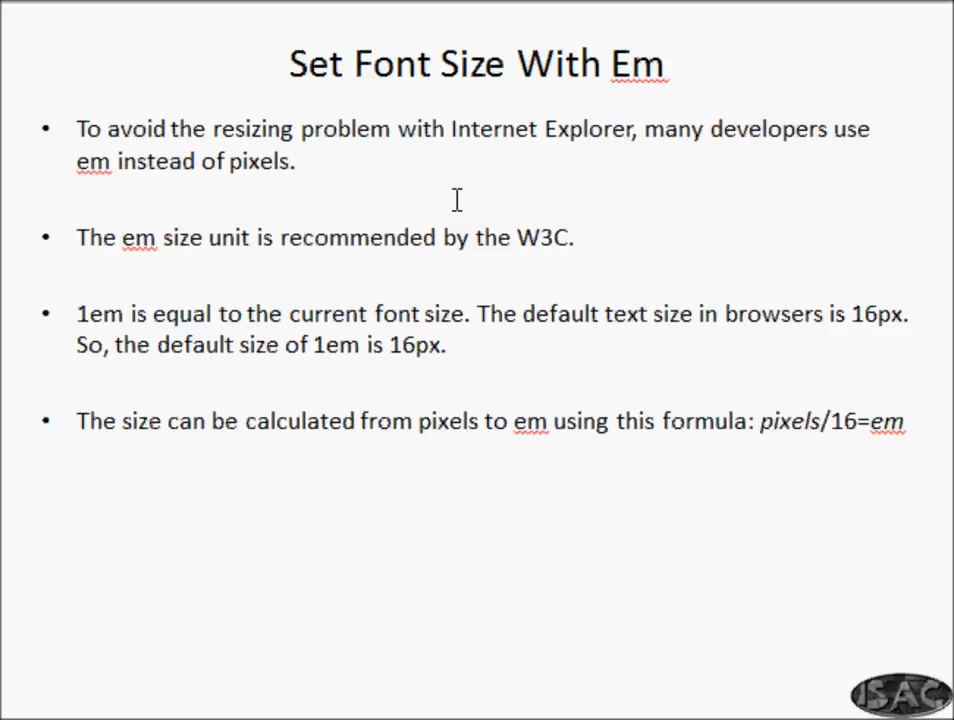 Set Font Size With Em
• To avoid the resizing problem with Internet Explorer, many developers use
em instead of pixels.
• The em size unit is recommended by the W3C.
• 1em is equal to the current font size. The default text size in browsers is 16px.
So, the default size of 1em is 16px.
• The size can be calculated from pixels to em using this formula: pixels/16=em
ISAC